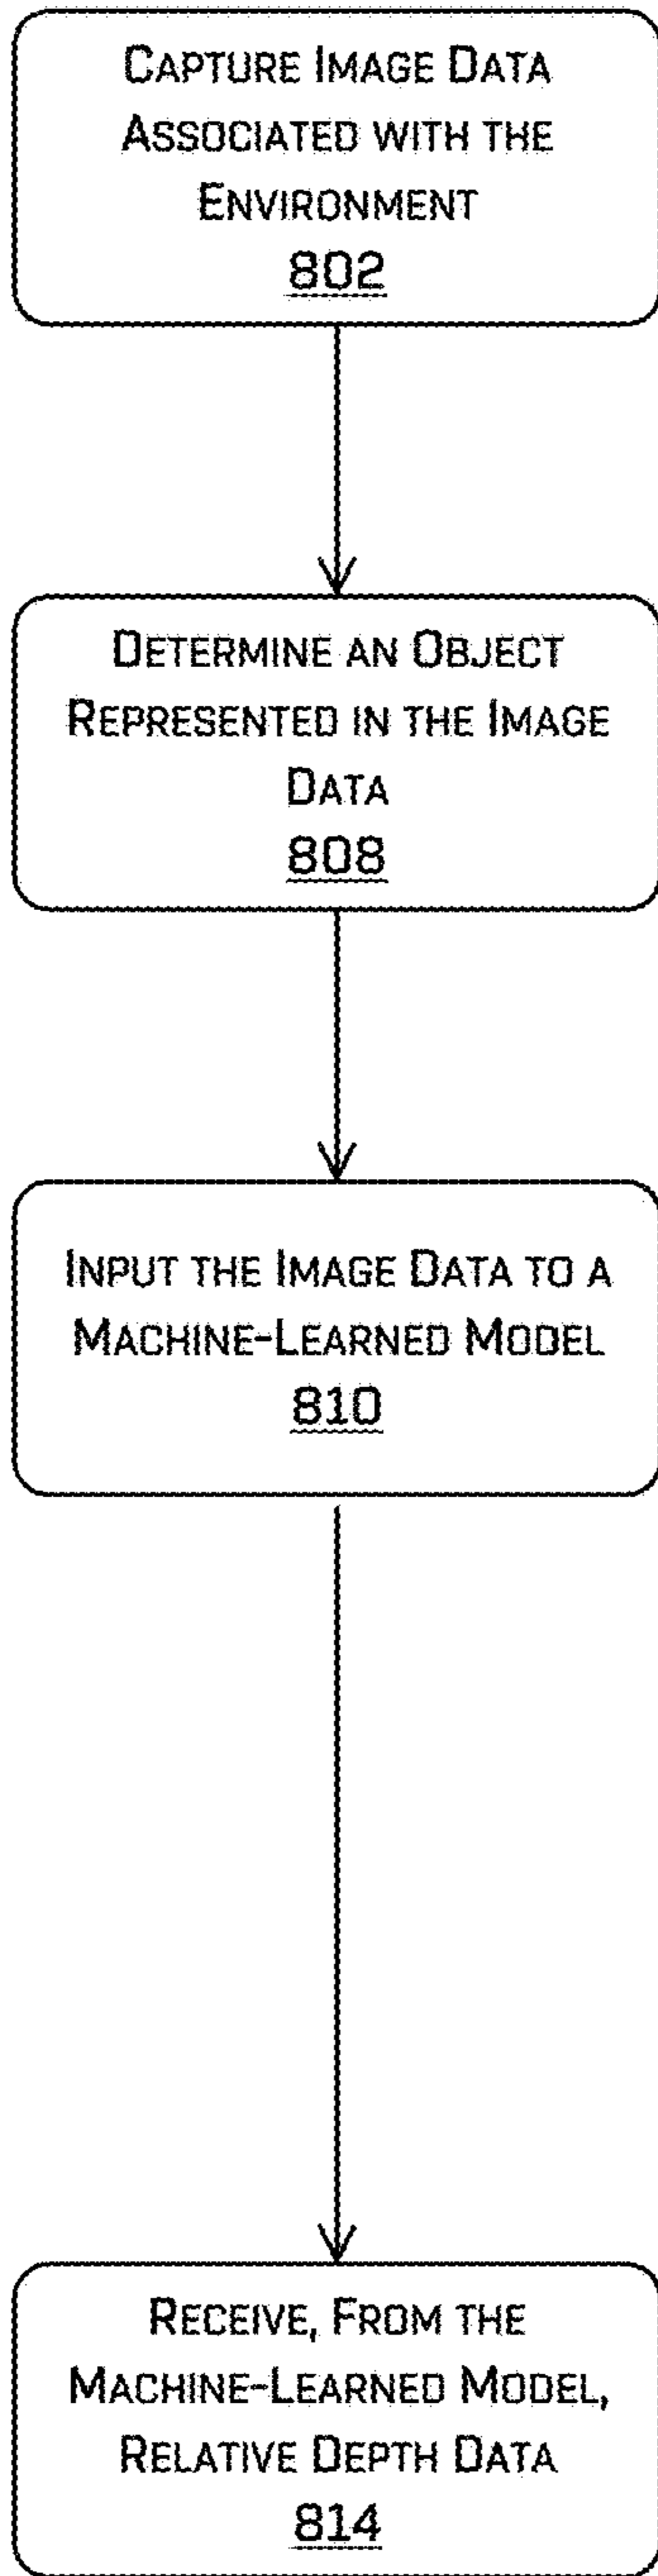 CAPTURE IMAGE DATA
ASSOCIATED WITH THE
ENVIRONMENT
802
DETERMINE AN OBJECT
REPRESENTED IN THE IMAGE
DATA
808
INPUT THE IMAGE DATA TO A
MACHINE-LEARNED MODEL
810
RECEIVE, FROM THE
MACHINE-LEARNED MODEL,
RELATIVE DEPTH DATA
814